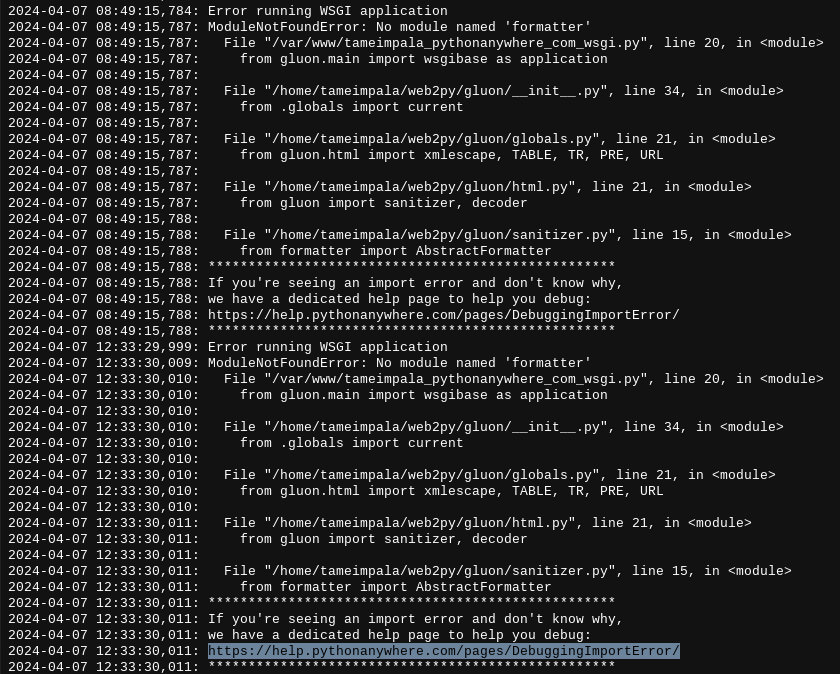 2024-04-07 08:49:15,784: Error running WSGI application
2024-04-07 08:49:15,787: ModuleNotFoundError: No module named 'formatter'
2024-04-07 08:49:15,787:   File "/var/www/tameimpala_pythonanywhere_com_wsgi.py", line 20, in <module>
2024-04-07 08:49:15,787:     from gluon.main import wsgibase as application
2024-04-07 08:49:15,787:
2024-04-07 08:49:15,787:   File "/home/tameimpala/web2py/gluon/__init__.py", line 34, in <module>
2024-04-07 08:49:15,787:     from .globals import current
2024-04-07 08:49:15,787:
2024-04-07 08:49:15,787:   File "/home/tameimpala/web2py/gluon/globals.py", line 21, in <module>
2024-04-07 08:49:15,787:     from gluon.html import xmlescape, TABLE, TR, PRE, URL
2024-04-07 08:49:15,787:
2024-04-07 08:49:15,787:   File "/home/tameimpala/web2py/gluon/html.py", line 21, in <module>
2024-04-07 08:49:15,787:     from gluon import sanitizer, decoder
2024-04-07 08:49:15,788:
2024-04-07 08:49:15,788:   File "/home/tameimpala/web2py/gluon/sanitizer.py", line 15, in <module>
2024-04-07 08:49:15,788:     from formatter import AbstractFormatter
2024-04-07 08:49:15,788: ***************************************************
2024-04-07 08:49:15,788: If you're seeing an import error and don't know why,
2024-04-07 08:49:15,788: we have a dedicated help page to help you debug:
2024-04-07 08:49:15,788: https://help.pythonanywhere.com/pages/DebuggingImportError/
2024-04-07 08:49:15,788: ***************************************************
2024-04-07 12:33:29,999: Error running WSGI application
2024-04-07 12:33:30,009: ModuleNotFoundError: No module named 'formatter'
2024-04-07 12:33:30,010:   File "/var/www/tameimpala_pythonanywhere_com_wsgi.py", line 20, in <module>
2024-04-07 12:33:30,010:     from gluon.main import wsgibase as application
2024-04-07 12:33:30,010:
2024-04-07 12:33:30,010:   File "/home/tameimpala/web2py/gluon/__init__.py", line 34, in <module>
2024-04-07 12:33:30,010:     from .globals import current
2024-04-07 12:33:30,010:
2024-04-07 12:33:30,010:   File "/home/tameimpala/web2py/gluon/globals.py", line 21, in <module>
2024-04-07 12:33:30,010:     from gluon.html import xmlescape, TABLE, TR, PRE, URL
2024-04-07 12:33:30,010:
2024-04-07 12:33:30,011:   File "/home/tameimpala/web2py/gluon/html.py", line 21, in <module>
2024-04-07 12:33:30,011:     from gluon import sanitizer, decoder
2024-04-07 12:33:30,011:
2024-04-07 12:33:30,011:   File "/home/tameimpala/web2py/gluon/sanitizer.py", line 15, in <module>
2024-04-07 12:33:30,011:     from formatter import AbstractFormatter
2024-04-07 12:33:30,011: ***************************************************
2024-04-07 12:33:30,011: If you're seeing an import error and don't know why,
2024-04-07 12:33:30,011: we have a dedicated help page to help you debug:
2024-04-07 12:33:30,011: https://help.pythonanywhere.com/pages/DebuggingImportError/
2024-04-07 12:33:30,011: ***************************************************